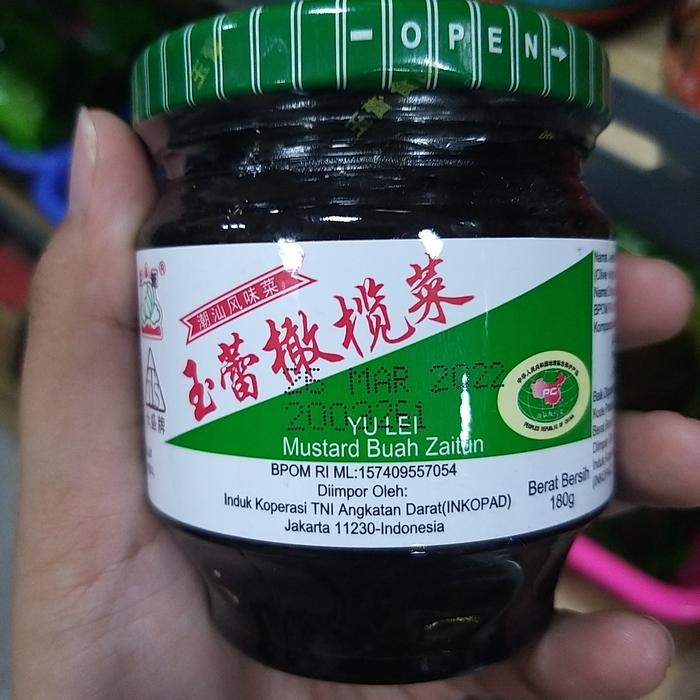 - OPEN→
潮汕风味菜
玉蕾橄榄菜
26 MAR 2022
YU LEI
Mustard Buah Zaitun
BPOM RI ML:157409557054
Diimpor Oleh:
Induk Koperasi TNI Angkatan Darat(INKOPAD)
Jakarta 11230-Indonesia
Berat Bersih
180g
PEOPLES REPUBLIC OF CHINA